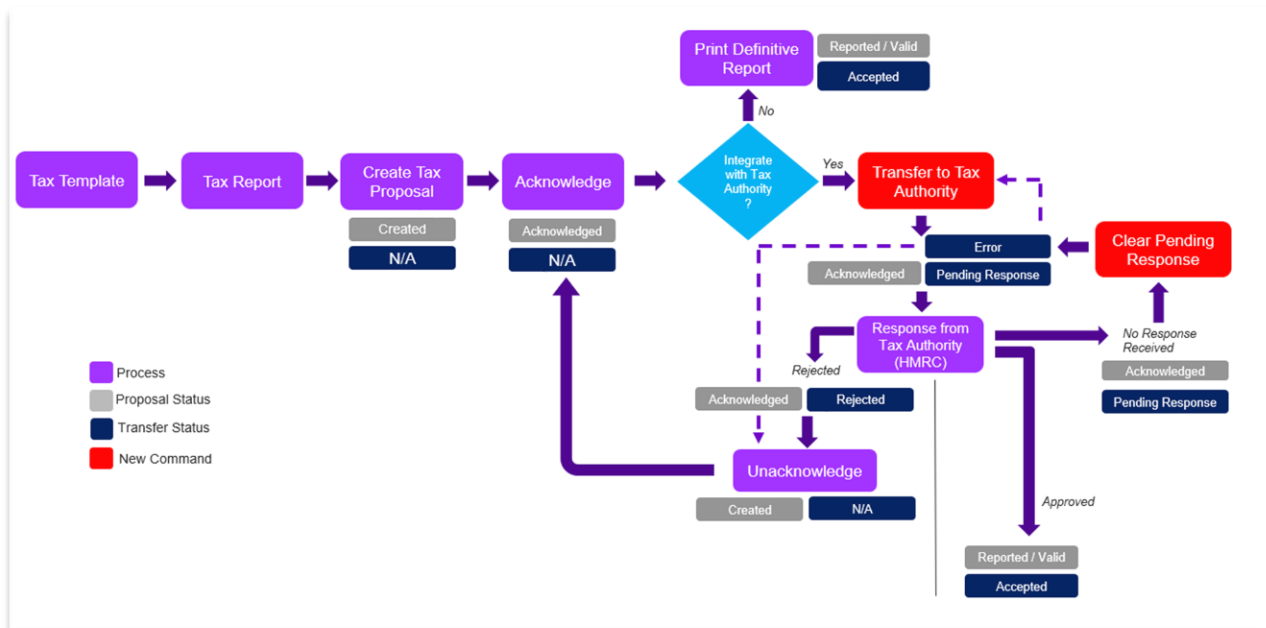 Print Definitive
Report
Reported / Valid
Accepted
No
Tax Template
Tax Report
Create Tax
Proposal
Acknowledge
Integrate
with Tax
Authority
?
Yes
Transfer to Tax
Authority
Created
N/A
Acknowledged
N/A
Error
Clear Pending
Response
Acknowledged
Pending Response
Response from
Tax Authority
(HMRC)
No Response
Received
Acknowledged
Pending Response
Rejected
Acknowledged
Rejected
Unacknowledge
Created
N/A
Approved
Reported / Valid
Accepted
Process
Proposal Status
Transfer Status
New Command